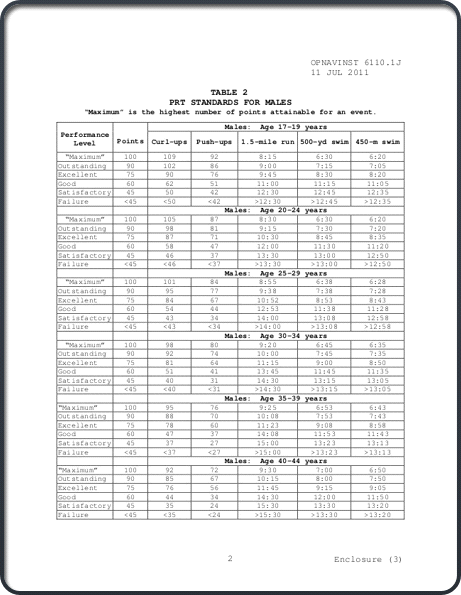 OPNAVINST 6110.1J
11 JUL 2011
TABLE 2
PRT STANDARDS FOR MALES
"Maximum" is the highest number of points attainable for an event.
Performance Level Points Males: Age 17-19 years
Curl-ups Push-ups 1.5-mile run 500-yd swim 450-m swim
"Maximum" 100 109 92 8:15 6:30 6:20
Outstanding 90 102 86 9:00 7:15 7:05
Excellent 75 90 76 9:45 8:30 8:20
Good 60 62 51 11:00 11:15 11:05
Satisfactory 45 50 42 12:30 12:45 12:35
Failure <45 <50 <42 >12:30 >12:45 >12:35
Males: Age 20-24 years
"Maximum" 100 105 87 8:30 6:30 6:20
Outstanding 90 98 81 9:15 7:30 7:20
Excellent 75 87 71 10:30 8:45 8:35
Good 60 58 47 12:00 11:30 11:20
Satisfactory 45 46 37 13:30 13:00 12:50
Failure <45 <46 <37 >13:30 >13:00 >12:50
Males: Age 25-29 years
"Maximum" 100 101 84 8:55 6:38 6:28
Outstanding 90 95 77 9:38 7:38 7:28
Excellent 75 84 67 10:52 8:53 8:43
Good 60 54 44 12:53 11:38 11:28
Satisfactory 45 43 34 14:00 13:08 12:58
Failure <45 <43 <34 >14:00 >13:08 >12:58
Males: Age 30-34 years
"Maximum" 100 98 80 9:20 6:45 6:35
Outstanding 90 92 74 10:00 7:45 7:35
Excellent 75 81 64 11:15 9:00 8:50
Good 60 51 41 13:45 11:45 11:35
Satisfactory 45 40 31 14:30 13:15 13:05
Failure <45 <40 <31 >14:30 >13:15 >13:05
Males: Age 35-39 years
"Maximum" 100 95 76 9:25 6:53 6:43
Outstanding 90 88 70 10:08 7:53 7:43
Excellent 75 78 60 11:23 9:08 8:58
Good 60 47 37 14:08 11:53 11:43
Satisfactory 45 37 27 15:00 13:23 13:13
Failure <45 <37 <27 >15:00 >13:23 >13:13
Males: Age 40-44 years
"Maximum" 100 92 72 9:30 7:00 6:50
Outstanding 90 85 67 10:15 8:00 7:50
Excellent 75 76 56 11:45 9:15 9:05
Good 60 44 34 14:30 12:00 11:50
Satisfactory 45 35 24 15:30 13:30 13:20
Failure <45 <35 <24 >15:30 >13:30 >13:20
2
Enclosure (3)